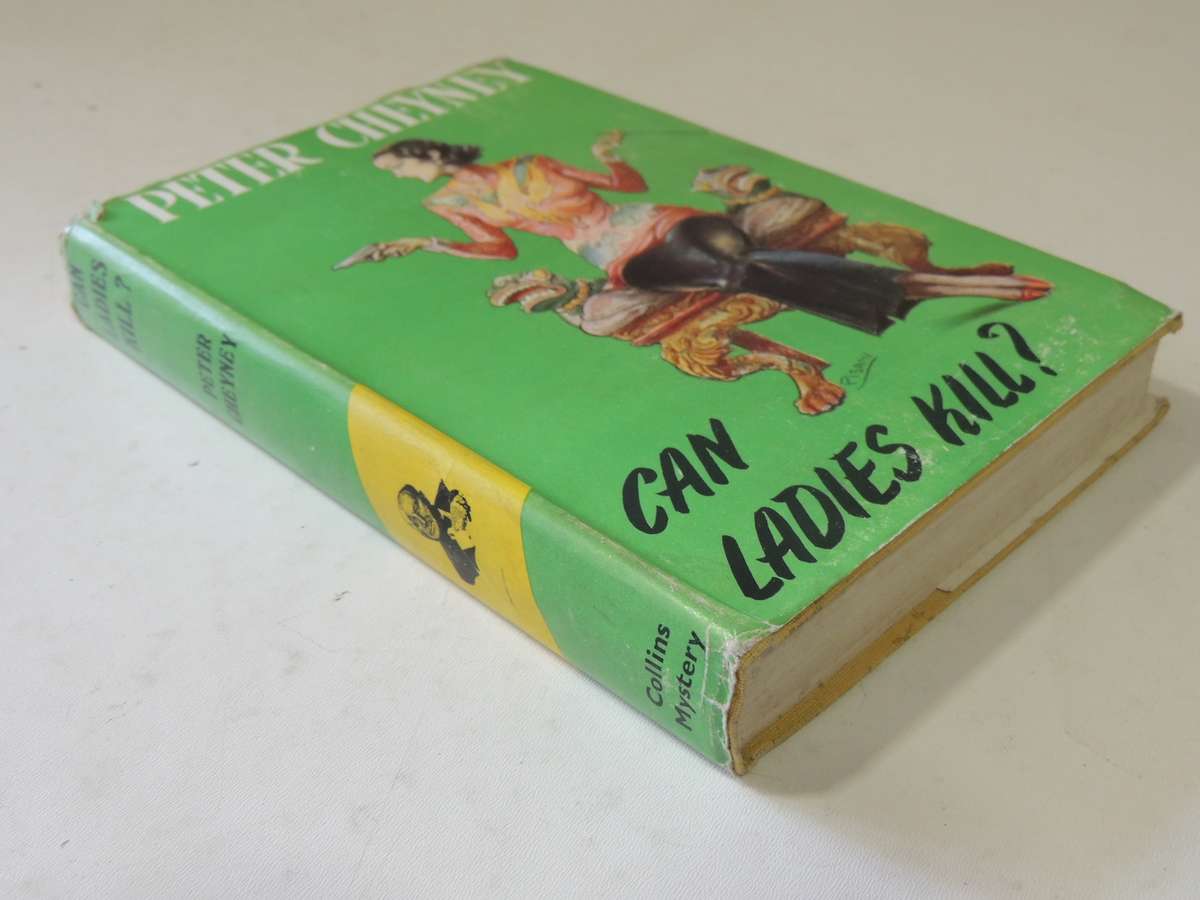 PETER CHEYNEY
CAN
LADIES KILL?
CAN
LADIES
KILL?
PETER
CHEYNEY
Collins
Mystery